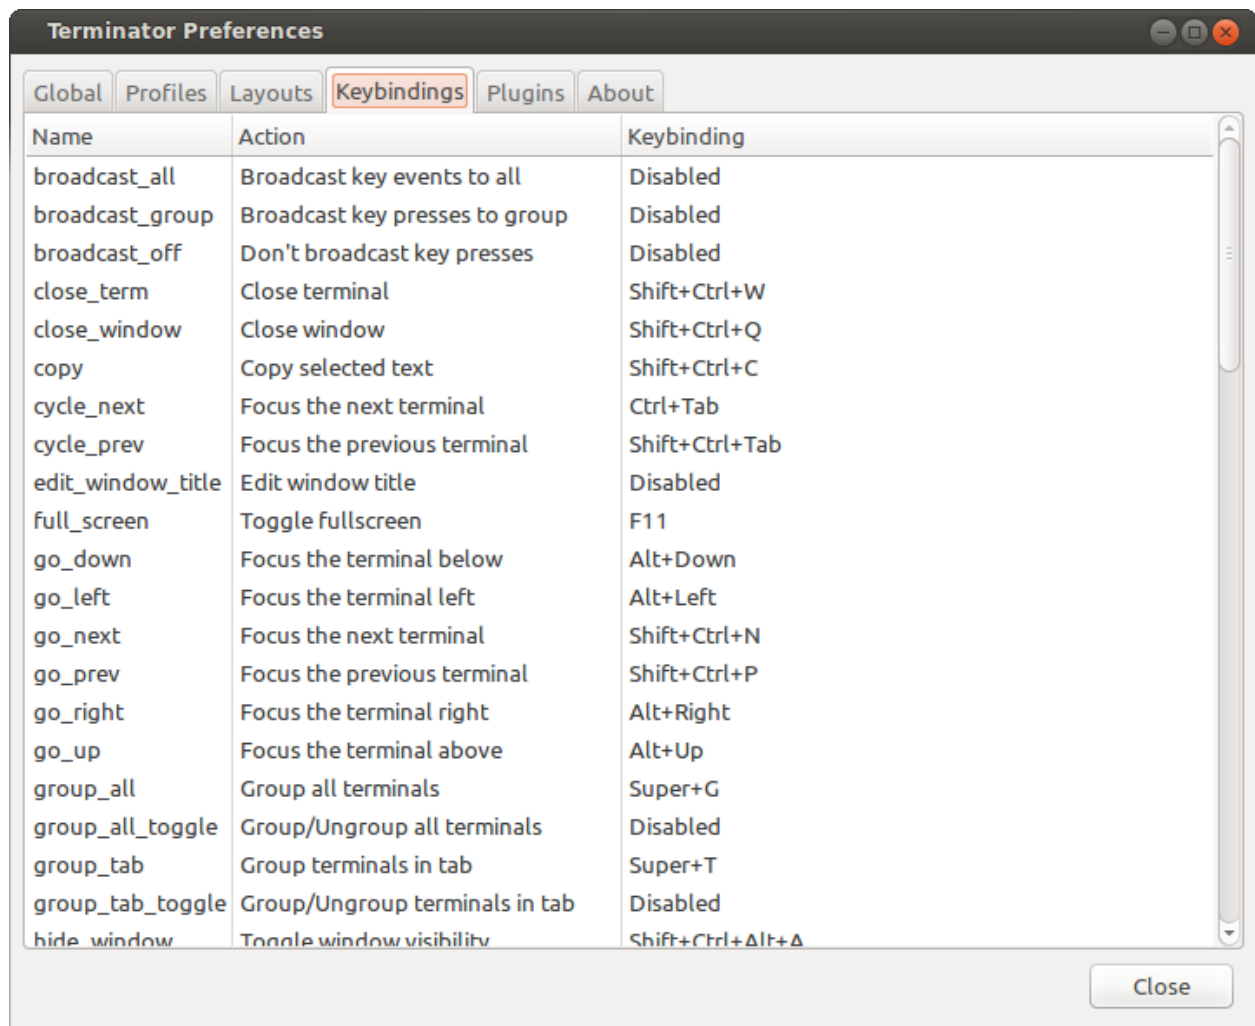 Terminator Preferences
Global Profiles Layouts Keybindings Plugins About
Name Action Keybinding
broadcast_all Broadcast key events to all Disabled
broadcast_group Broadcast key presses to group Disabled
broadcast_off Don't broadcast key presses Disabled
close_term Close terminal Shift+Ctrl+W
close_window Close window Shift+Ctrl+Q
copy Copy selected text Shift+Ctrl+C
cycle_next Focus the next terminal Ctrl+Tab
cycle_prev Focus the previous terminal Shift+Ctrl+Tab
edit_window_title Edit window title Disabled
full_screen Toggle fullscreen F11
go_down Focus the terminal below Alt+Down
go_left Focus the terminal left Alt+Left
go_next Focus the next terminal Shift+Ctrl+N
go_prev Focus the previous terminal Shift+Ctrl+P
go_right Focus the terminal right Alt+Right
go_up Focus the terminal above Alt+Up
group_all Group all terminals Super+G
group_all_toggle Group/Ungroup all terminals Disabled
group_tab Group terminals in tab Super+T
group_tab_toggle Group/Ungroup terminals in tab Disabled
hide_window Toggle window visibility Shift+Ctrl+Alt+A
Close